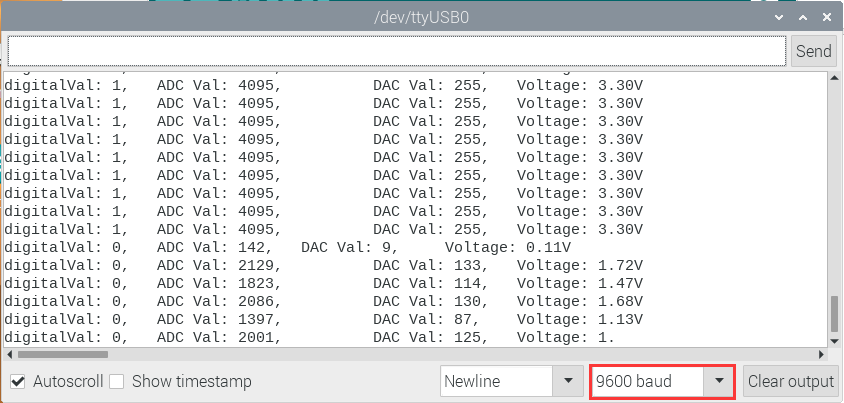 /dev/ttyUSB0
Send
digitalVal: 1, ADC Val: 4095, DAC Val: 255, Voltage: 3.30V
digitalVal: 1, ADC Val: 4095, DAC Val: 255, Voltage: 3.30V
digitalVal: 1, ADC Val: 4095, DAC Val: 255, Voltage: 3.30V
digitalVal: 1, ADC Val: 4095, DAC Val: 255, Voltage: 3.30V
digitalVal: 1, ADC Val: 4095, DAC Val: 255, Voltage: 3.30V
digitalVal: 1, ADC Val: 4095, DAC Val: 255, Voltage: 3.30V
digitalVal: 1, ADC Val: 4095, DAC Val: 255, Voltage: 3.30V
digitalVal: 1, ADC Val: 4095, DAC Val: 255, Voltage: 3.30V
digitalVal: 1, ADC Val: 4095, DAC Val: 255, Voltage: 3.30V
digitalVal: 0, ADC Val: 142, DAC Val: 9, Voltage: 0.11V
digitalVal: 0, ADC Val: 2129, DAC Val: 133, Voltage: 1.72V
digitalVal: 0, ADC Val: 1823, DAC Val: 114, Voltage: 1.47V
digitalVal: 0, ADC Val: 2086, DAC Val: 130, Voltage: 1.68V
digitalVal: 0, ADC Val: 1397, DAC Val: 87, Voltage: 1.13V
digitalVal: 0, ADC Val: 2001, DAC Val: 125, Voltage: 1.
Autoscroll Show timestamp Newline 9600 baud Clear output